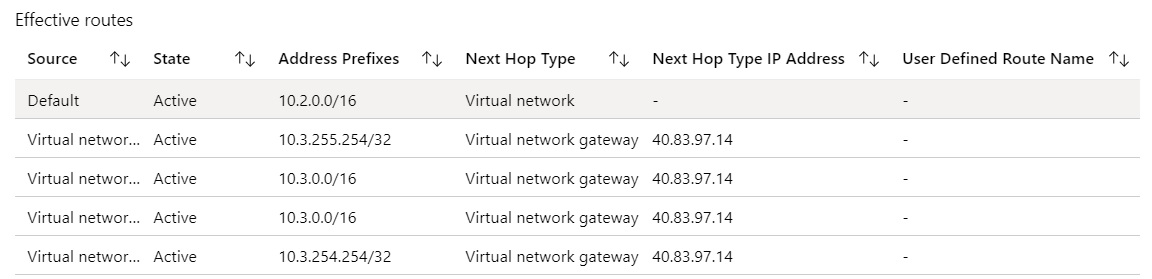 Effective routes
Source State Address Prefixes Next Hop Type Next Hop Type IP Address User Defined Route Name
Default Active 10.2.0.0/16 Virtual network - -
Virtual networ... Active 10.3.255.254/32 Virtual network gateway 40.83.97.14 -
Virtual networ... Active 10.3.0.0/16 Virtual network gateway 40.83.97.14 -
Virtual networ... Active 10.3.0.0/16 Virtual network gateway 40.83.97.14 -
Virtual networ... Active 10.3.254.254/32 Virtual network gateway 40.83.97.14 -